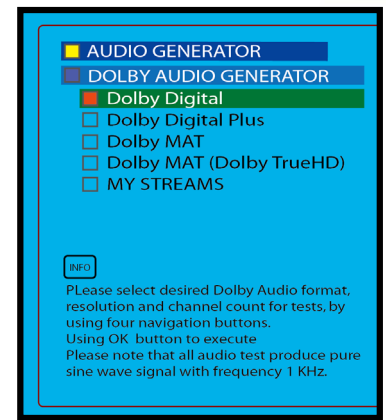 AUDIO GENERATOR
DOLBY AUDIO GENERATOR
Dolby Digital
Dolby Digital Plus
Dolby MAT
Dolby MAT (Dolby TrueHD)
MY STREAMS
INFO
PLease select desired Dolby Audio format,
resolution and channel count for tests, by
using four navigation buttons.
Using OK button to execute
Please note that all audio test produce pure
sine wave signal with frequency 1 KHz.